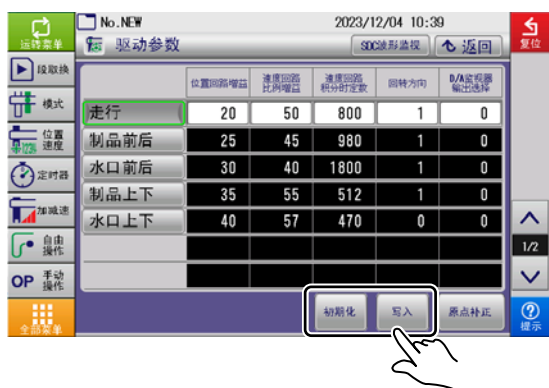 运转菜单
No.NEW
2023/12/04 10:39
复位
驱动参数
SDC波形监视
返回
段取换
模式
位置
速度
定时器
加减速
自由
操作
OP 手动
操作
全部菜单
位置回路增益
速度回路
比例增益
速度回路
积分时定数
回转方向
D/A监视器
输出选择
走行 20 50 800 1 0
制品前后 25 45 980 1 0
水口前后 30 40 1800 1 0
制品上下 35 55 512 1 0
水口上下 40 57 470 0 0
1/2
初期化
写入
原点补正
提示